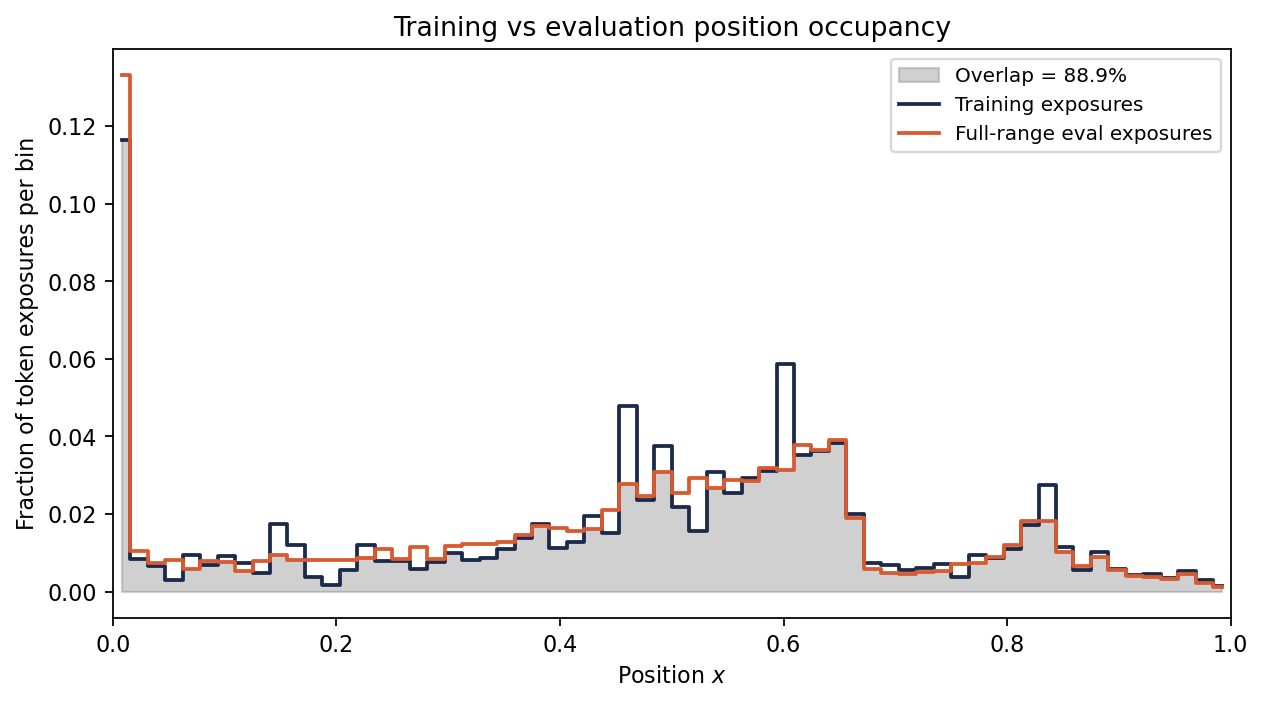 Training vs evaluation position occupancy
Overlap = 88.9%
Training exposures
Full-range eval exposures
Fraction of token exposures per bin
0.12
0.10
0.08
0.06
0.04
0.02
0.00
0.0 0.2 0.4 0.6 0.8 1.0
Position x